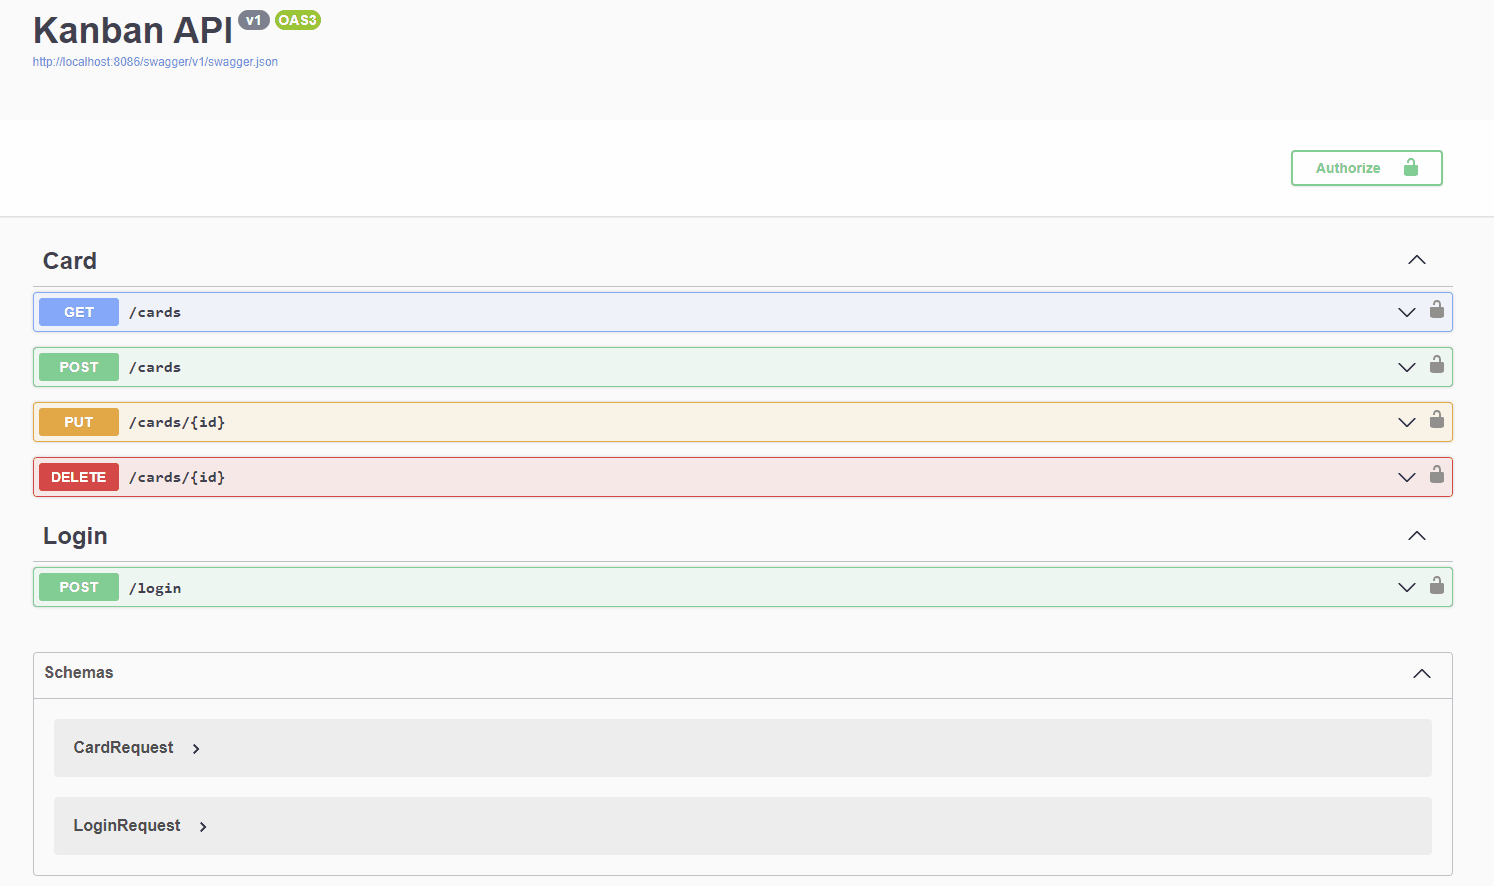 Kanban API v1 OAS3
http://localhost:8086/swagger/v1/swagger.json
Authorize
Card
GET /cards
POST /cards
PUT /cards/{id}
DELETE /cards/{id}
Login
POST /login
Schemas
CardRequest
LoginRequest